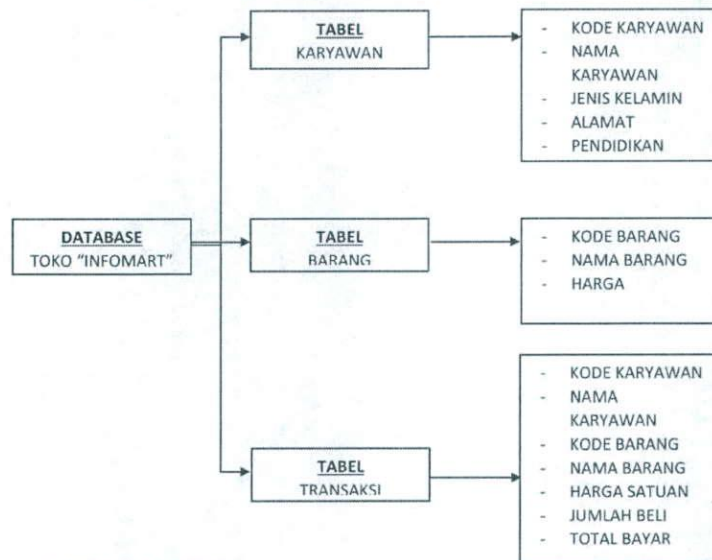 TABEL
KARYAWAN
- KODE KARYAWAN
- NAMA
KARYAWAN
- JENIS KELAMIN
- ALAMAT
- PENDIDIKAN
DATABASE
TOKO "INFOMART"
TABEL
BARANG
- KODE BARANG
- NAMA BARANG
- HARGA
TABEL
TRANSAKSI
- KODE KARYAWAN
- NAMA
KARYAWAN
- KODE BARANG
- NAMA BARANG
- HARGA SATUAN
- JUMLAH BELI
- TOTAL BAYAR